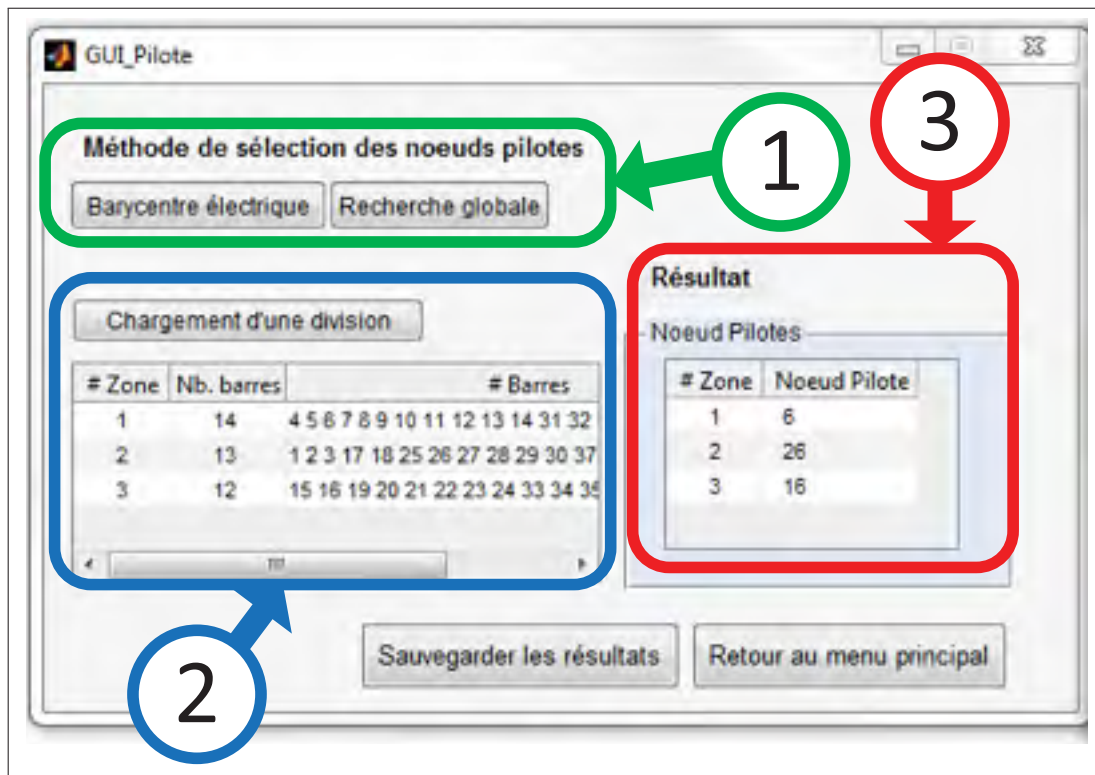 GUI_Pilote
Méthode de sélection des noeuds pilotes
Barycentre électrique
Recherche globale
1
3
Chargement d'une division
# Zone Nb. barres # Barres
1 14 4 5 6 7 8 9 10 11 12 13 14 31 32
2 13 1 2 3 17 18 25 26 27 28 29 30 37
3 12 15 16 19 20 21 22 23 24 33 34 35
Résultat
Noeud Pilotes
# Zone Noeud Pilote
1 6
2 26
3 16
2
Sauvegarder les résultats
Retour au menu principal